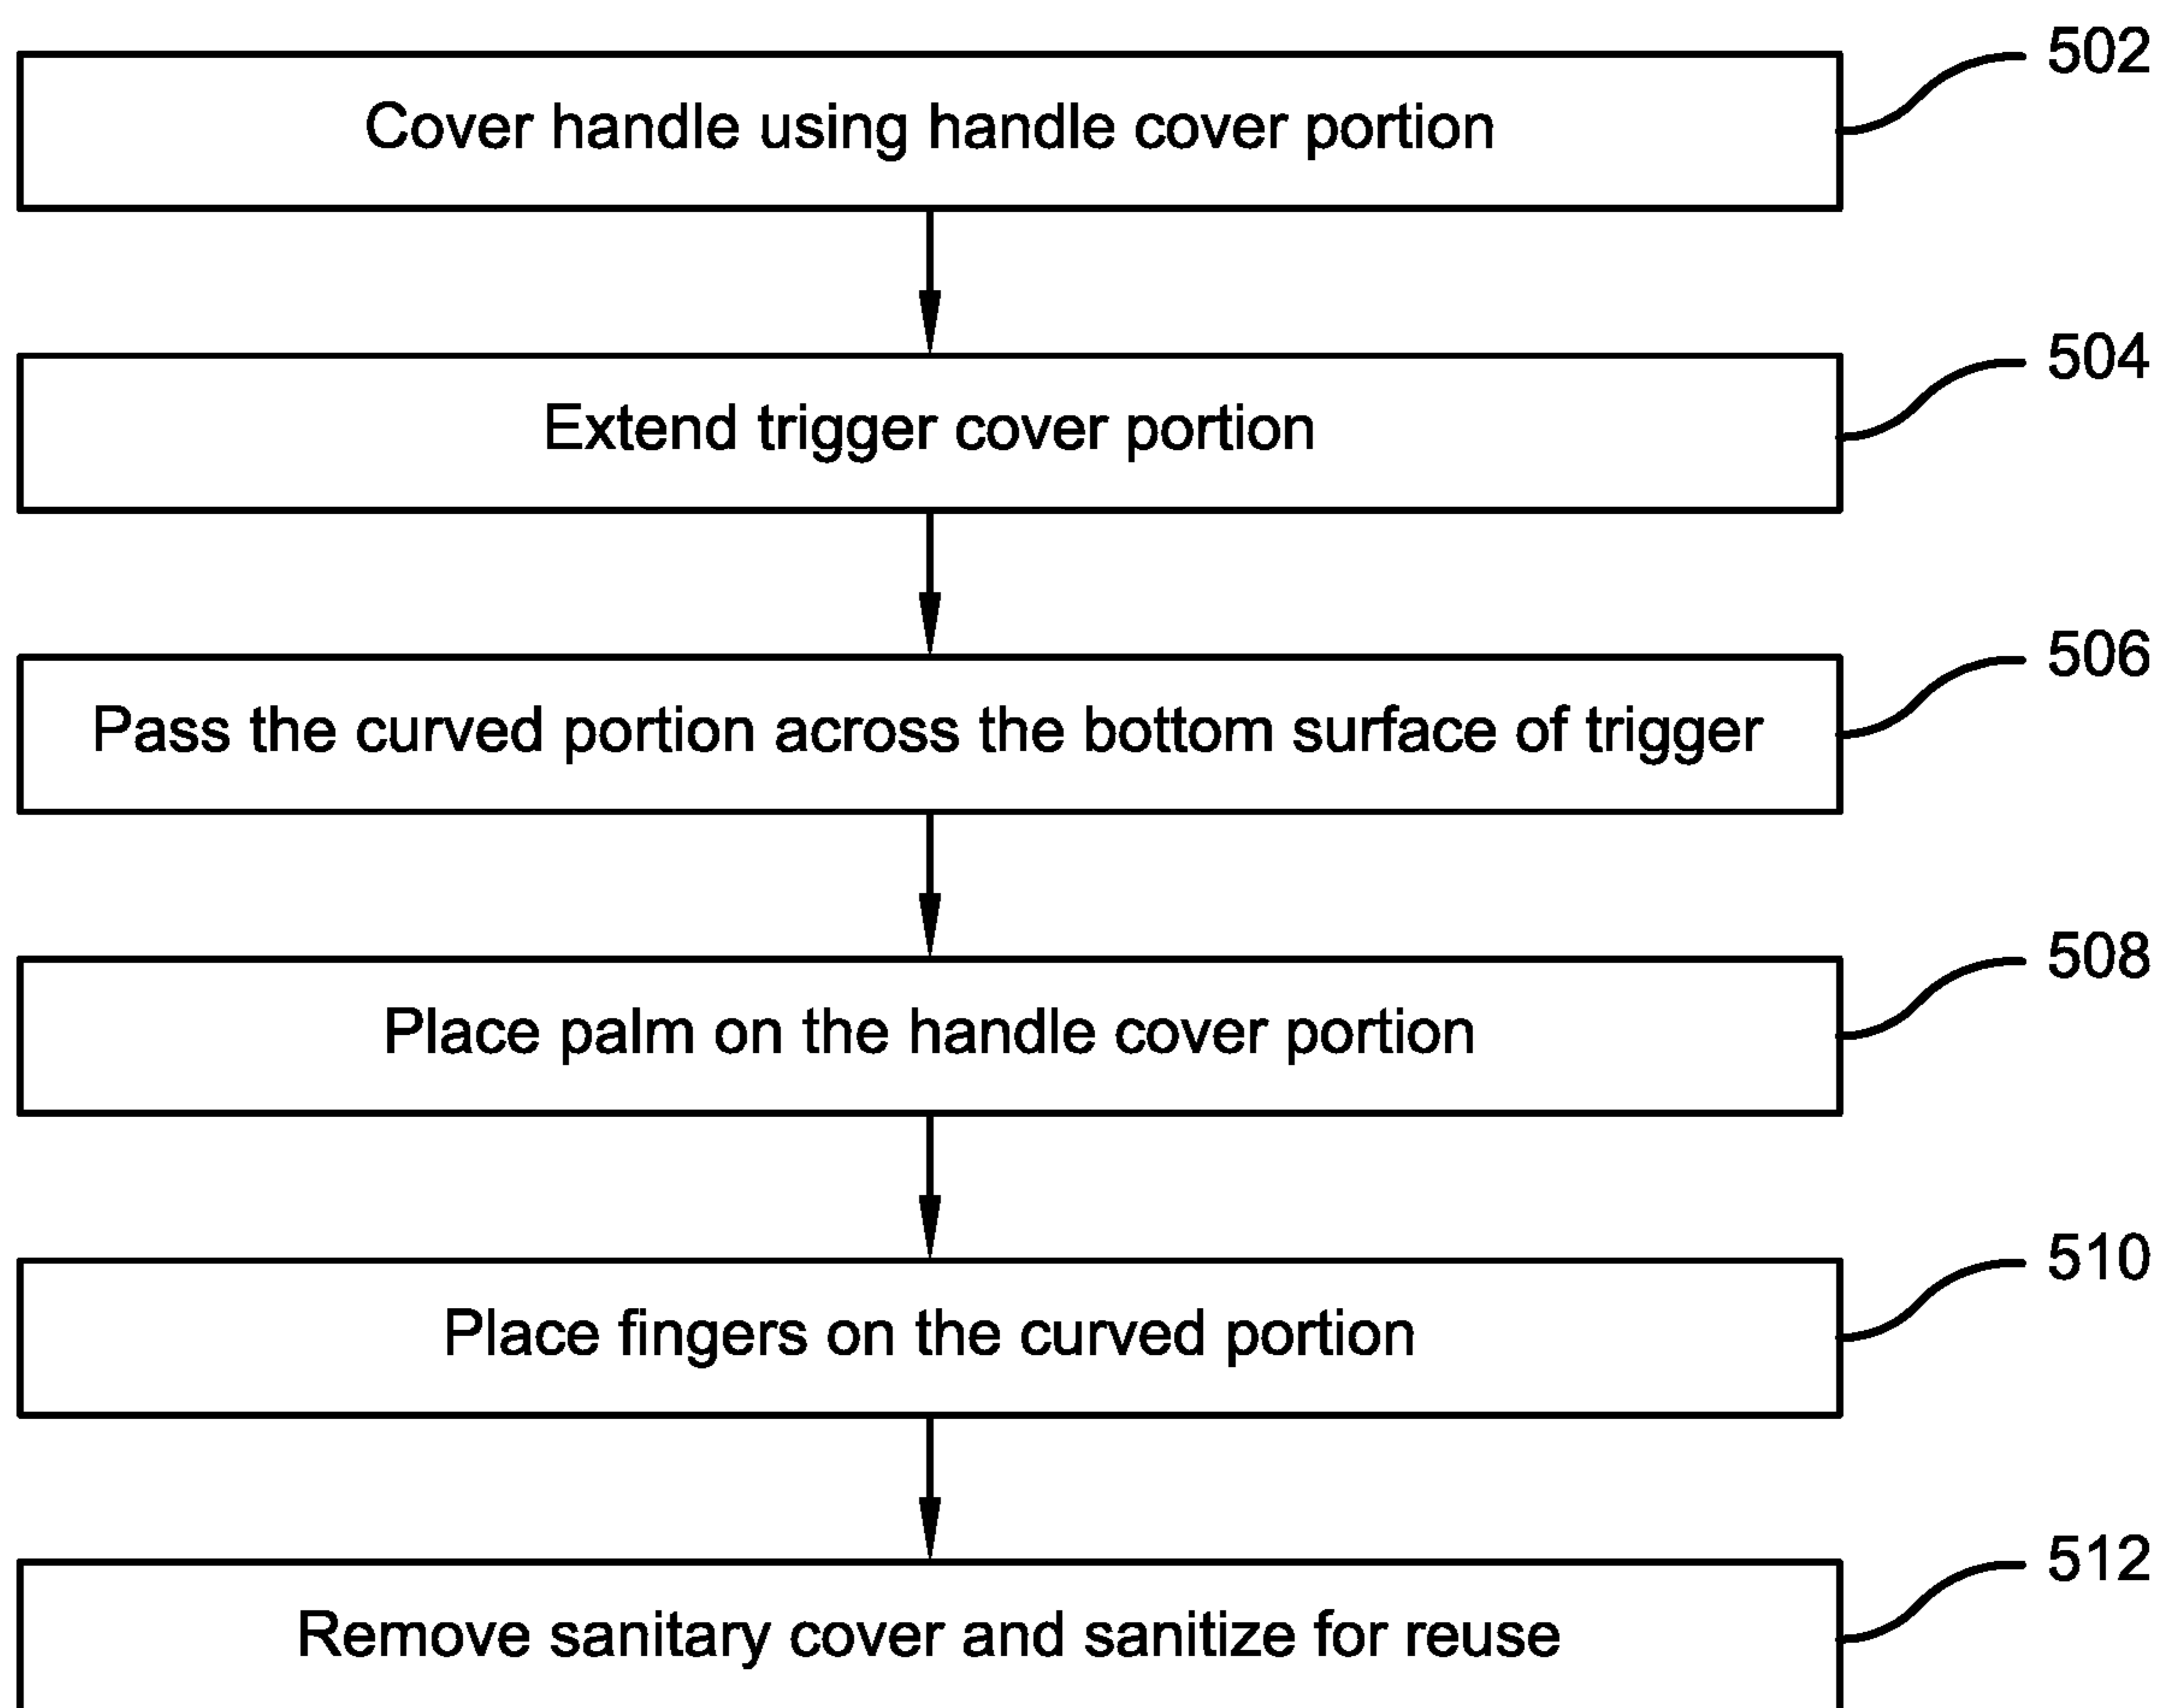 502
Cover handle using handle cover portion
504
Extend trigger cover portion
506
Pass the curved portion across the bottom surface of trigger
508
Place palm on the handle cover portion
510
Place fingers on the curved portion
512
Remove sanitary cover and sanitize for reuse